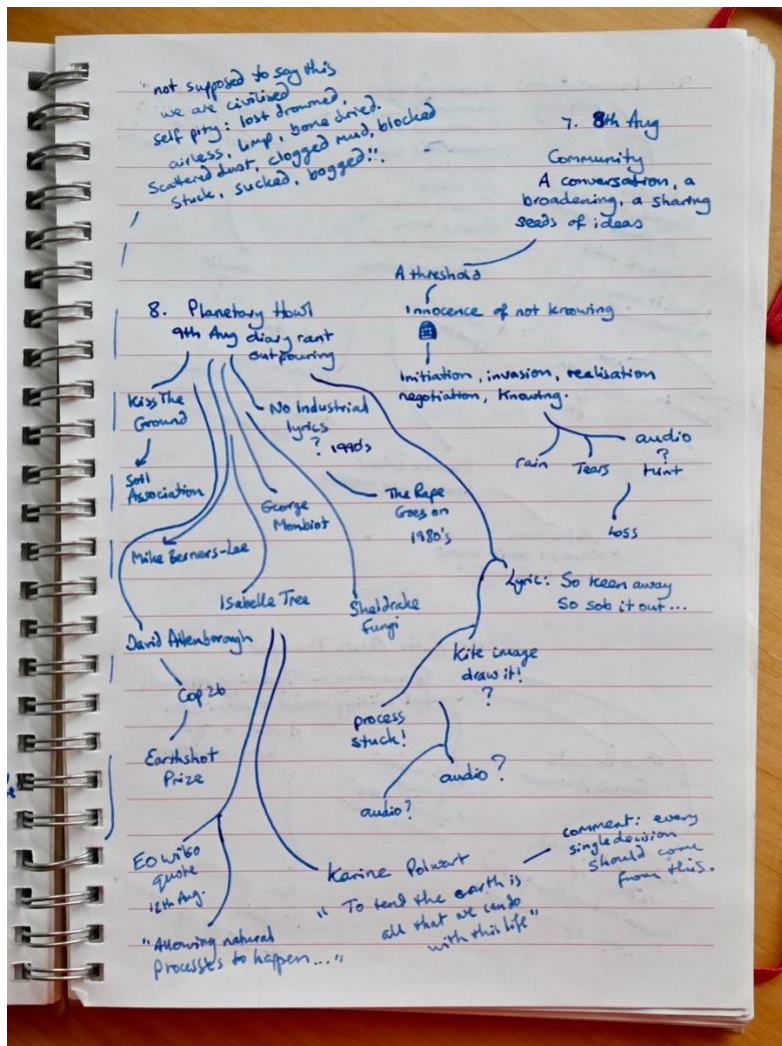 "not supposed to say this
we are civilised
self pity: lost drowned,
airless, limp, bone dried.
Scattered dust, clogged mud, blocked
Stuck, sucked, bogged!".
7. 8th Aug
Community
A conversation, a
broadening, a sharing
seeds of ideas
A threshold
Innocence of not knowing
Initiation, invasion, realisation
negotiation, knowing.
rain
Tears
audio
?
hint
Loss
8. Planetary Howl
9th Aug diary rant
outpouring
Kiss The
Ground
Soil
Association
No Industrial
lyrics
? 1990's
The Rape
Goes on
1980's
George
Monbiot
Mike Berners-Lee
Isabelle Tree
Sheldrake
Fungi
David Attenborough
Cop 26
Earthshot
Prize
Lyric: So keen away
So sob it out...
Kite image
draw it!
?
process
stuck!
audio?
audio?
EO wilso
quote
12th Aug.
"Allowing natural
processes to happen..."
Karine Polwart
"To tend the earth is
all that we can do
with this life"
comment: every
single decision
should come
from this.